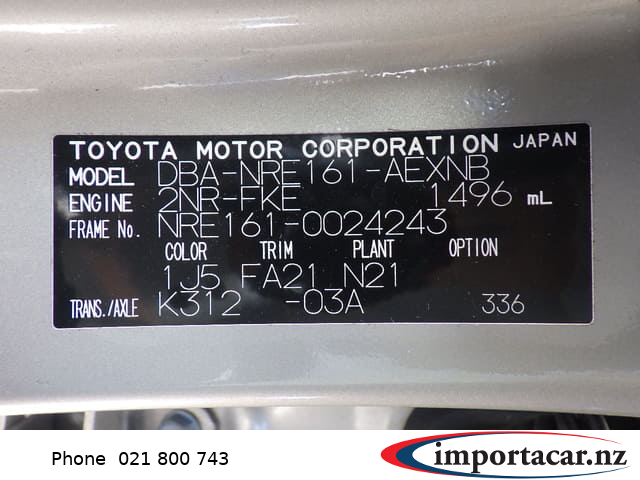 TOYOTA MOTOR CORPORATION JAPAN
MODEL DBA-NRE161-AEXNB
ENGINE 2NR-FKE 1496 mL
FRAME No. NRE161-0024243
COLOR TRIM PLANT OPTION
1J5 FA21 N21
TRANS./AXLE K312 -03A 336
Phone 021 800 743
importacar.nz